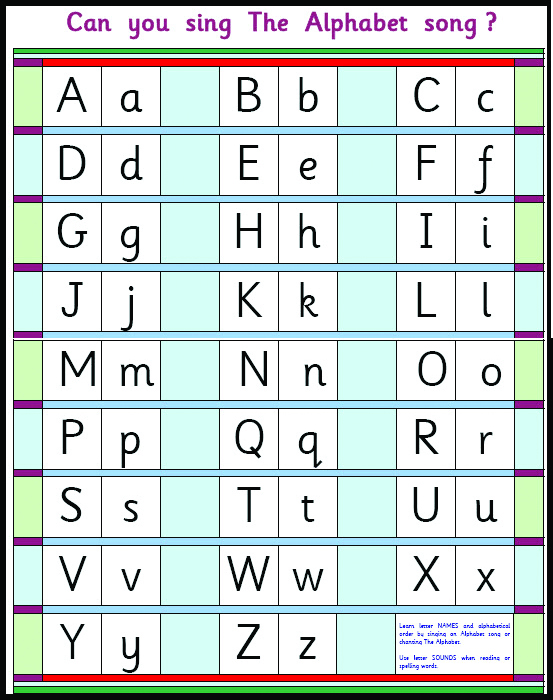 Can you sing The Alphabet song ?
A a B b C c
D d E e F f
G g H h I i
J j K k L l
M m N n O o
P p Q q R r
S s T t U u
V v W w X x
Y y Z z
Learn letter NAMES and alphabetical
order by singing an Alphabet song or
chanting The Alphabet.
Use letter SOUNDS when reading or
spelling words.